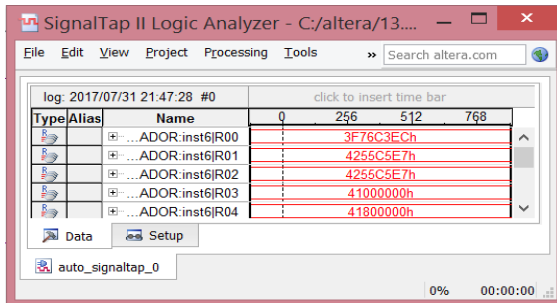 SignalTap II Logic Analyzer - C:/altera/13....
File Edit View Project Processing Tools » Search altera.com
log: 2017/07/31 21:47:28 #0 click to insert time bar
Type Alias Name 0 256 512 768
...ADOR:inst6|R00 3F76C3ECh
...ADOR:inst6|R01 4255C5E7h
...ADOR:inst6|R02 4255C5E7h
...ADOR:inst6|R03 41000000h
...ADOR:inst6|R04 41800000h
Data Setup
auto_signaltap_0
0% 00:00:00